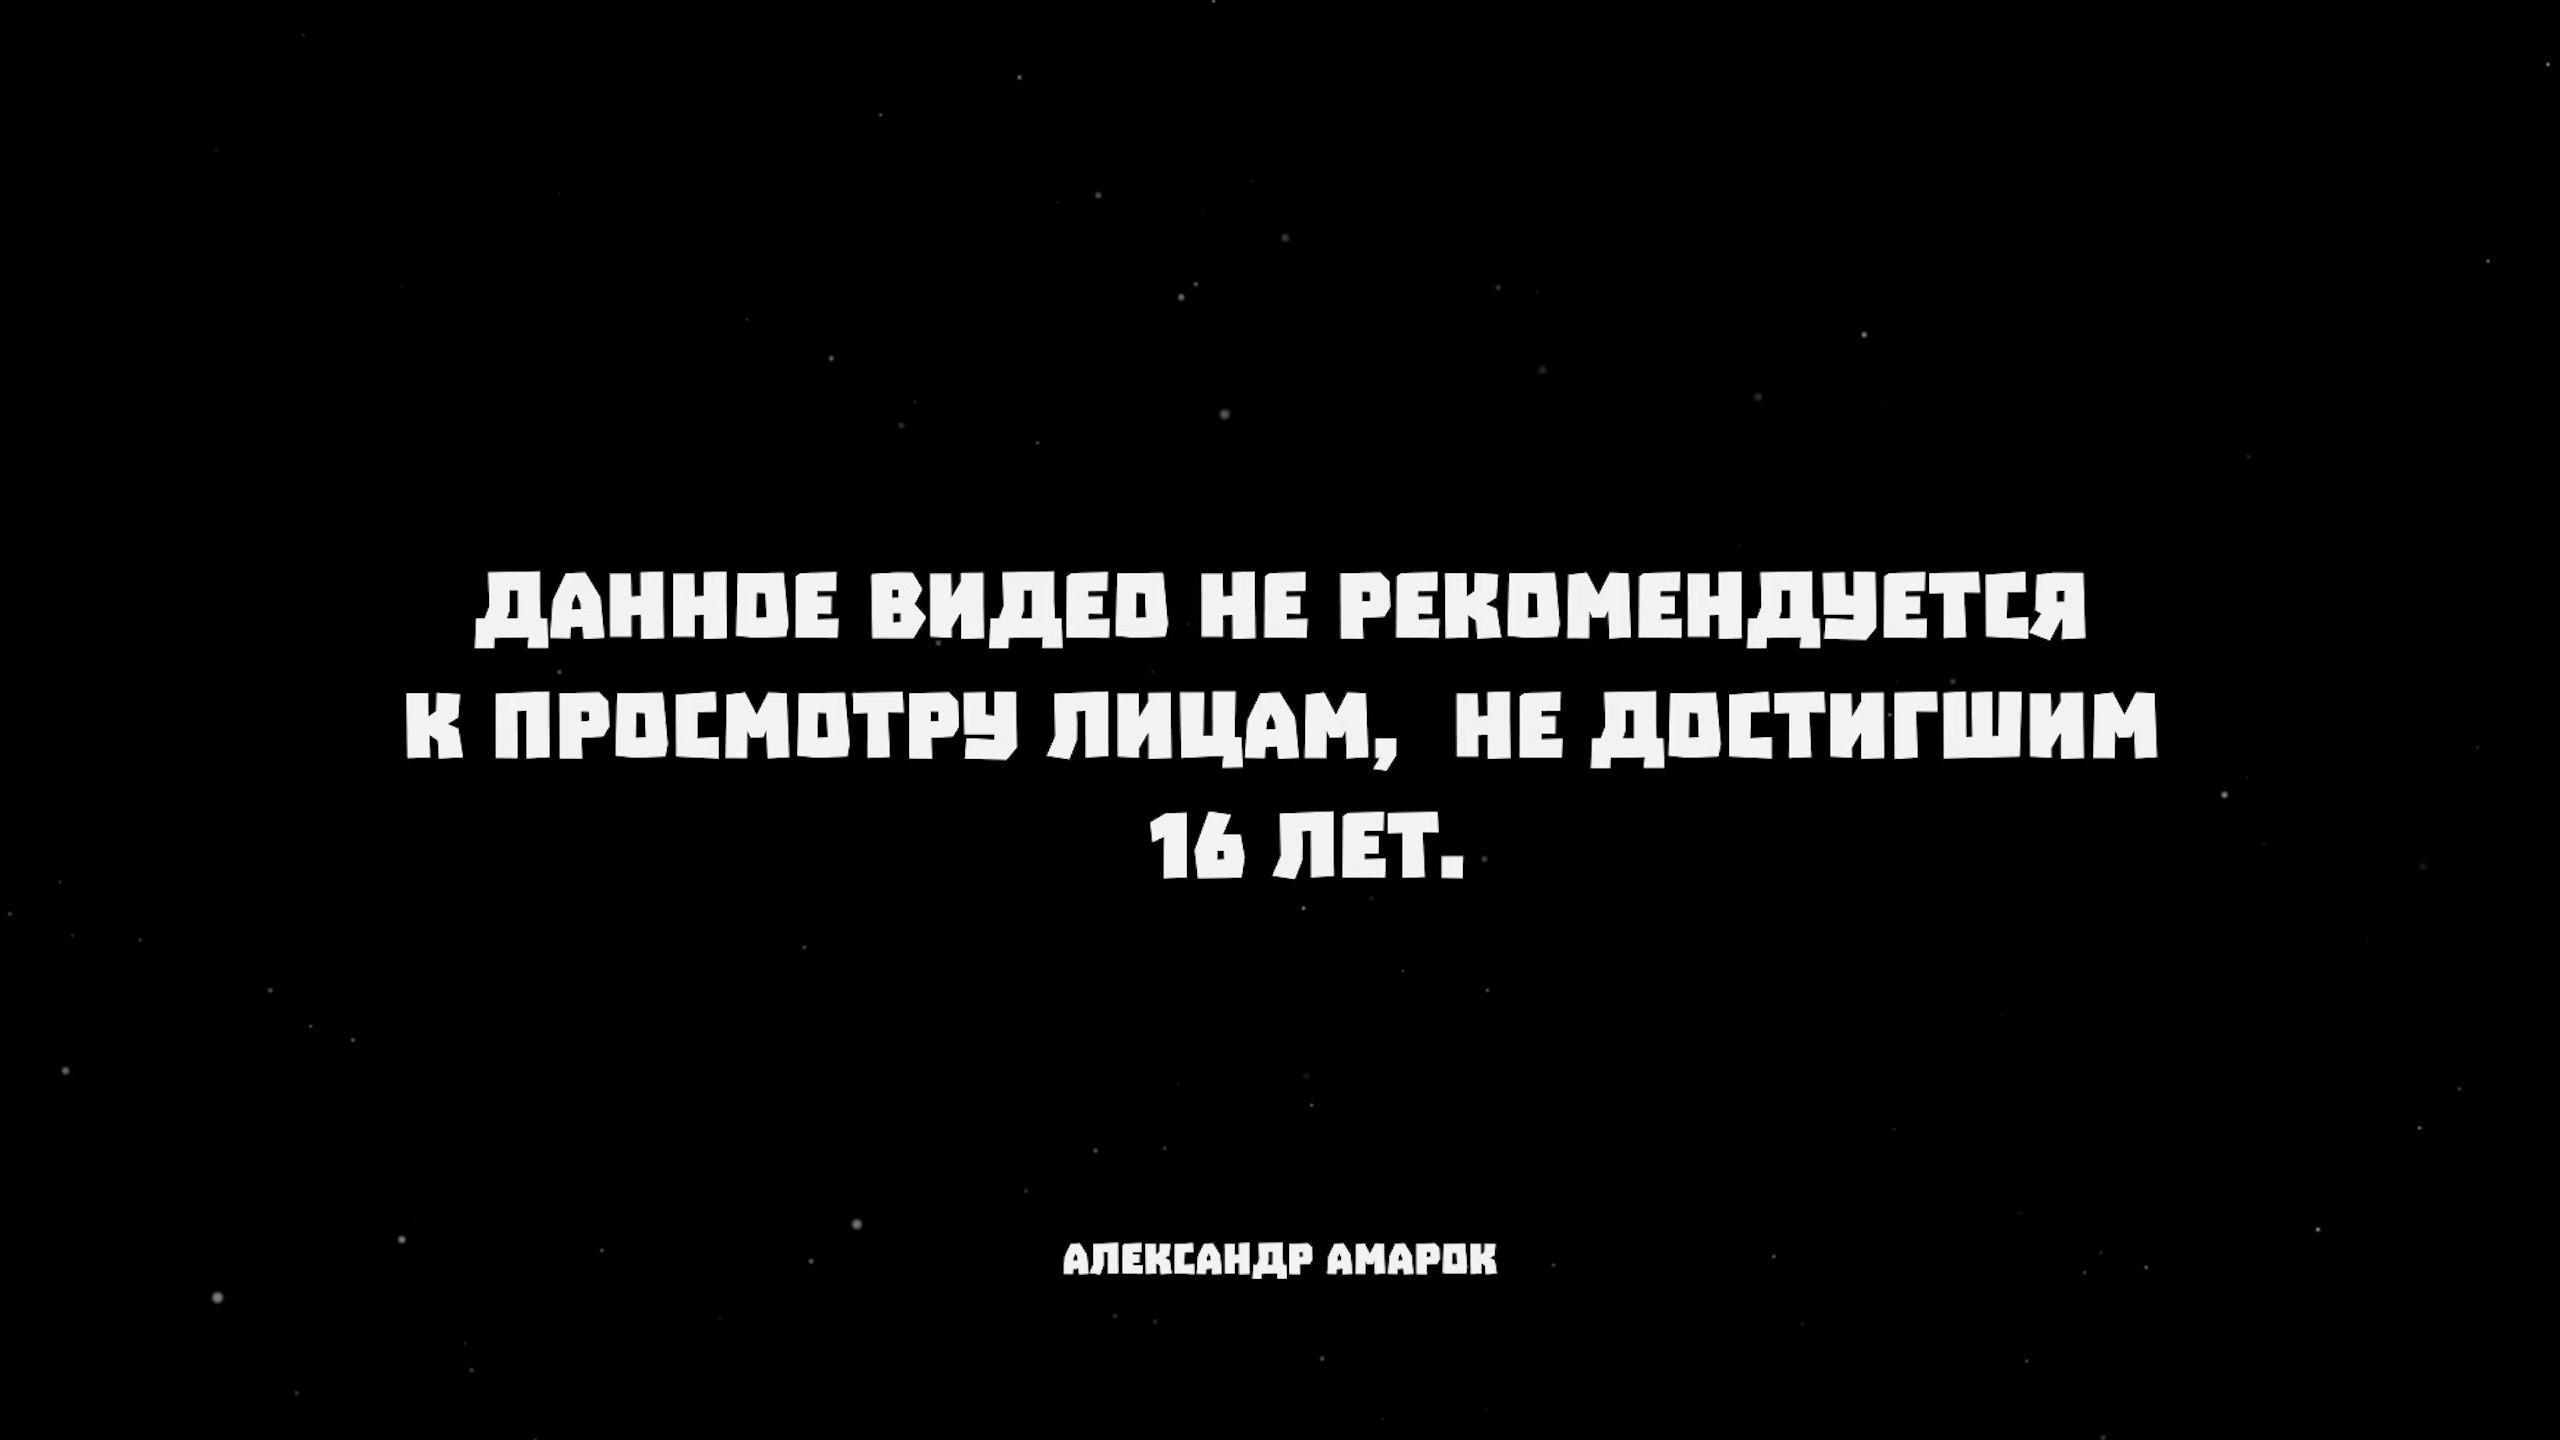 ДАННОЕ ВИДЕО НЕ РЕКОМЕНДУЕТСЯ
К ПРОСМОТРУ ЛИЦАМ, НЕ ДОСТИГШИМ
16 ЛЕТ.
АЛЕКСАНДР АМАРОК